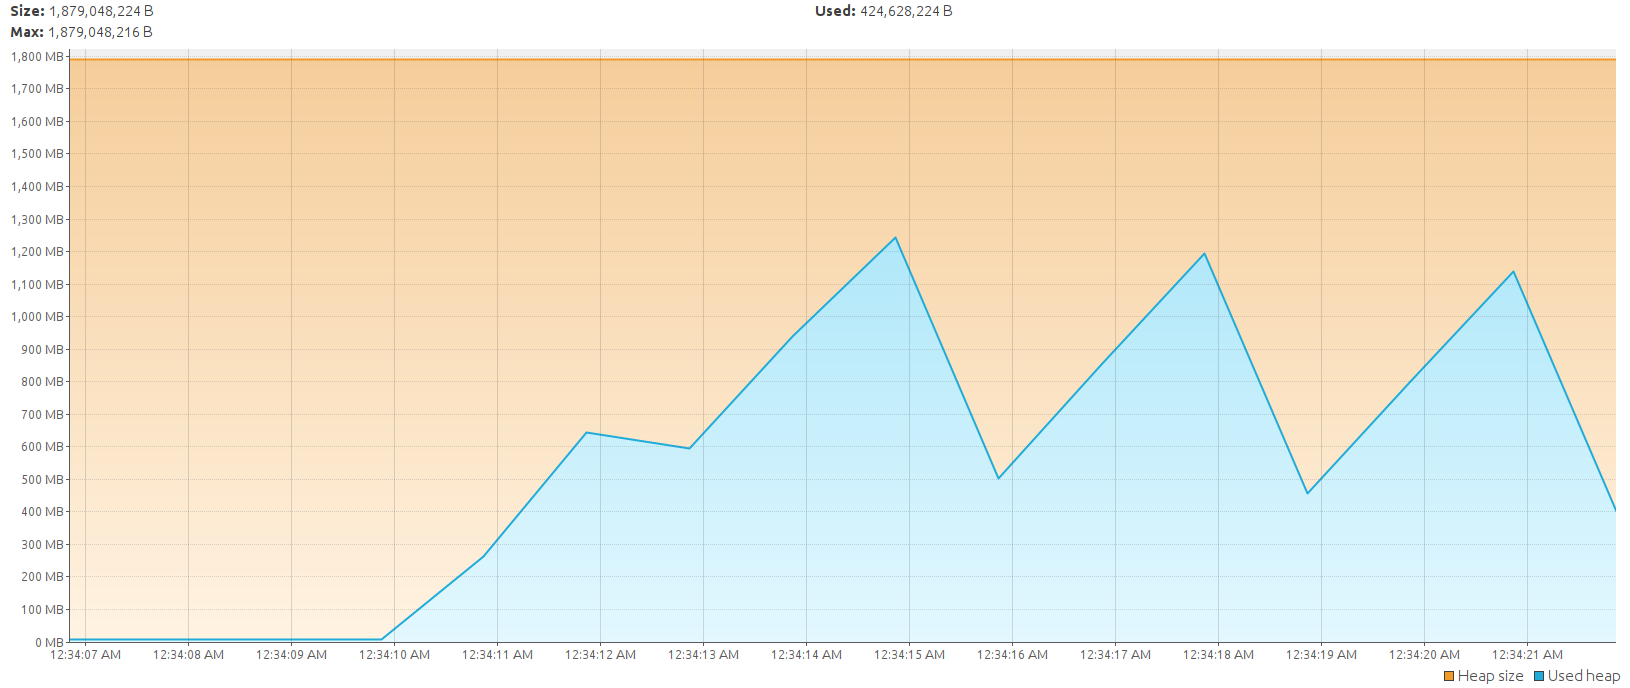 Size: 1,879,048,224 B Used: 424,628,224 B
Max: 1,879,048,216 B
1,800 MB
1,700 MB
1,600 MB
1,500 MB
1,400 MB
1,300 MB
1,200 MB
1,100 MB
1,000 MB
900 MB
800 MB
700 MB
600 MB
500 MB
400 MB
300 MB
200 MB
100 MB
0 MB
12:34:07 AM 12:34:08 AM 12:34:09 AM 12:34:10 AM 12:34:11 AM 12:34:12 AM 12:34:13 AM 12:34:14 AM 12:34:15 AM 12:34:16 AM 12:34:17 AM 12:34:18 AM 12:34:19 AM 12:34:20 AM 12:34:21 AM
Heap size Used heap